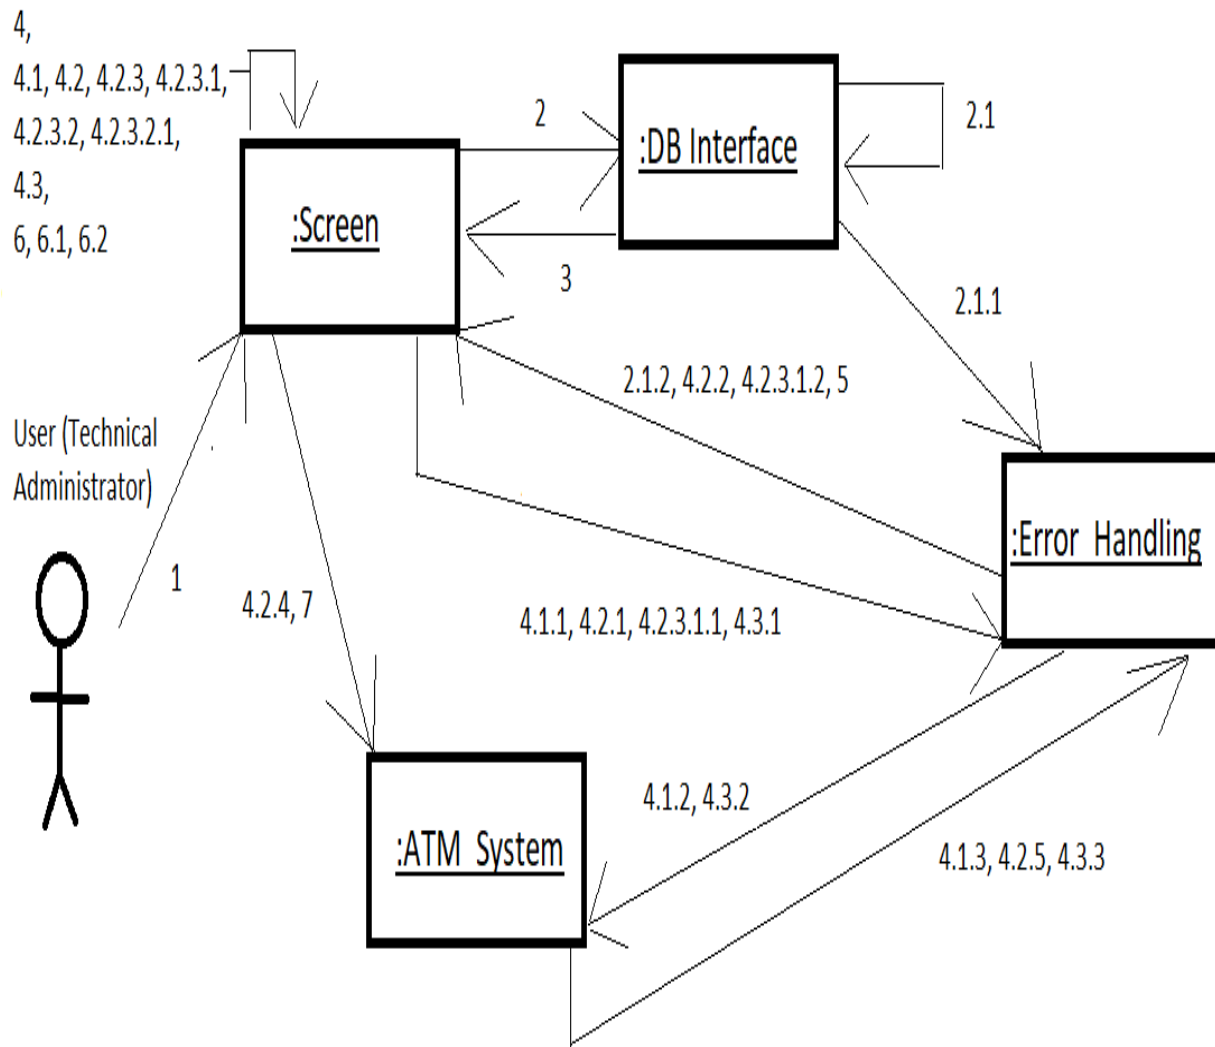 4,
4.1, 4.2, 4.2.3, 4.2.3.1,
4.2.3.2, 4.2.3.2.1,
4.3,
6, 6.1, 6.2
2
:DB Interface
2.1
:Screen
3
2.1.1
2.1.2, 4.2.2, 4.2.3.1.2, 5
User (Technical
Administrator)
:Error Handling
1
4.2.4, 7
4.1.1, 4.2.1, 4.2.3.1.1, 4.3.1
4.1.2, 4.3.2
:ATM System
4.1.3, 4.2.5, 4.3.3